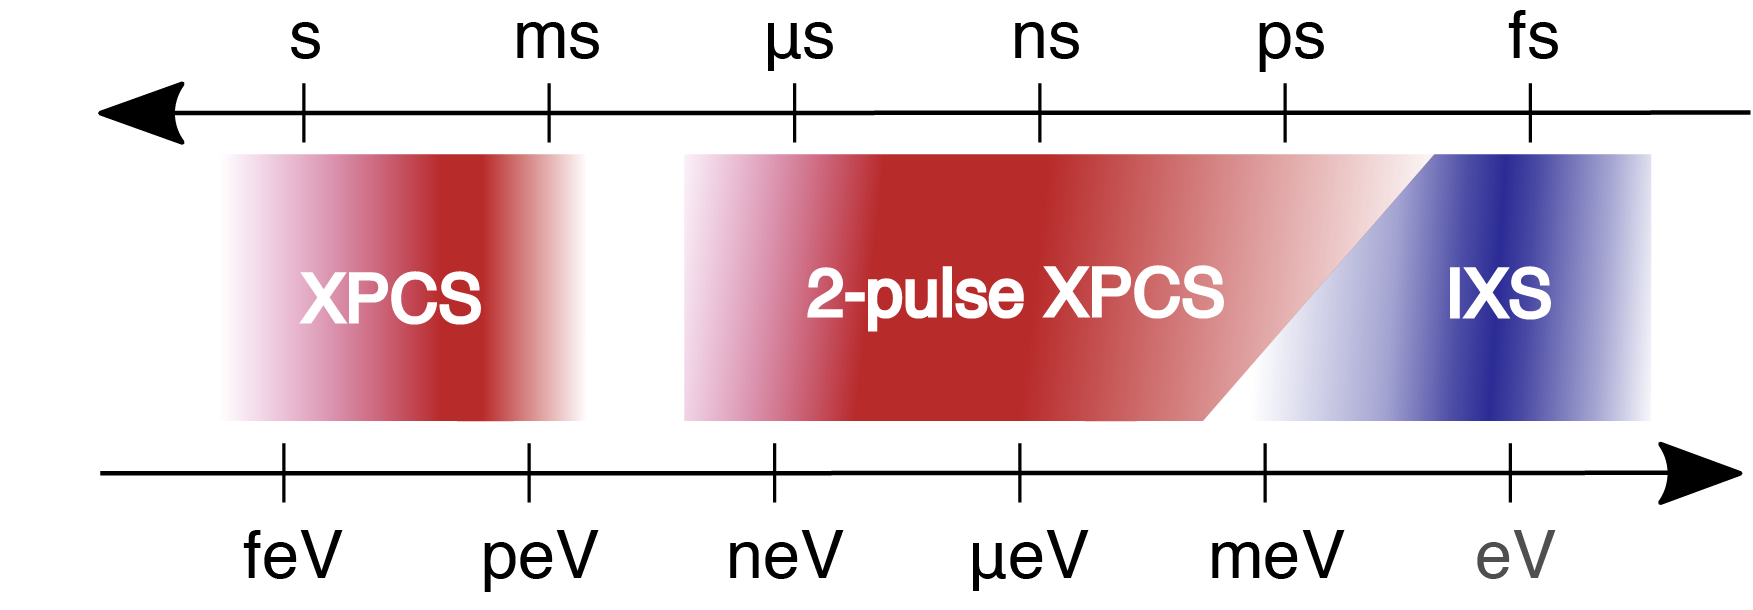 s ms µs ns ps fs
XPCS 2-pulse XPCS IXS
feV peV neV µeV meV eV